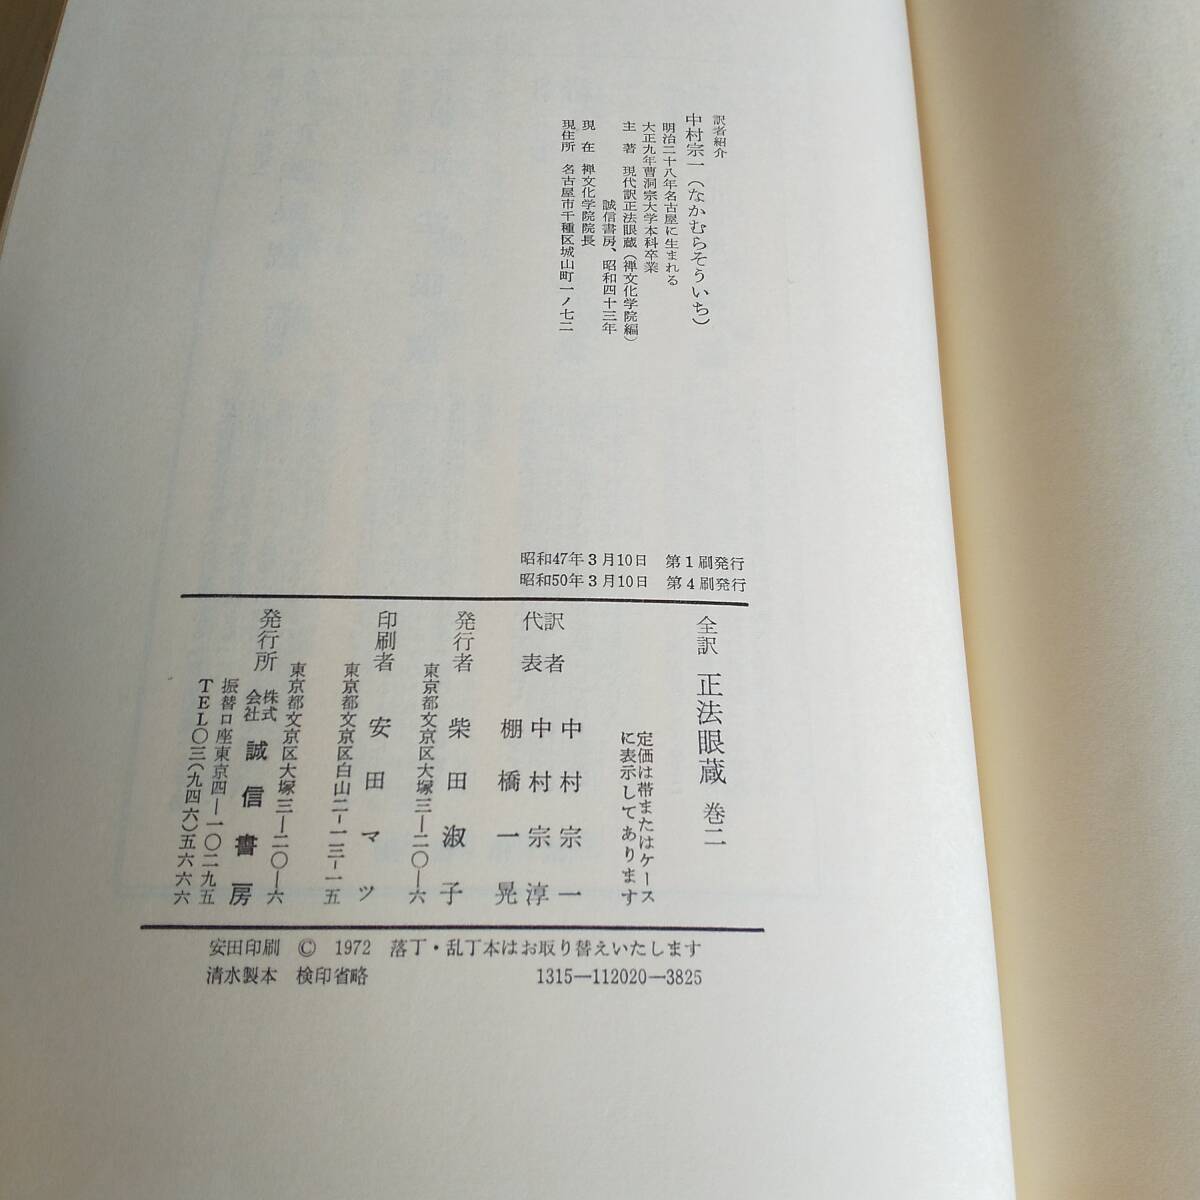 訳者紹介
中村宗一(なかむらそういち)
明治二十八年名古屋に生まれる
大正九年曹洞宗大学本科卒業
主 著 現代訳正法眼蔵(禅文化学院編)
誠信書房、昭和四十三年
現 在 禅文化学院院長
現住所 名古屋市千種区城山町一ノ七二
昭和47年3月10日 第1刷発行
昭和50年3月10日 第4刷発行
全訳 正法眼蔵 巻二
定価は帯またはケース
に表示してあります
訳者 中村宗一
代表 中村宗淳
棚橋一晃
発行者 柴田淑子
東京都文京区大塚三―二〇―六
印刷者 安田マツ
東京都文京区白山二―一三―一五
発行所 株式会社 誠信書房
東京都文京区大塚三―二〇―六
振替口座東京四―一〇二九五
TEL〇三(九四六)五六六六
安田印刷 © 1972 落丁・乱丁本はお取り替えいたします
清水製本 検印省略 1315―112020―3825